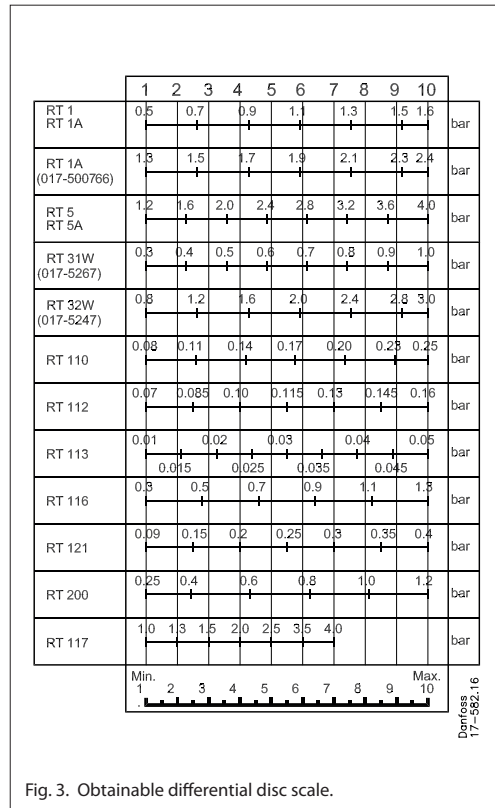 1 2 3 4 5 6 7 8 9 10
RT 1
RT 1A
0.5 0.7 0.9 1.1 1.3 1.5 1.6
bar
RT 1A
(017-500766)
1.3 1.5 1.7 1.9 2.1 2.3 2.4
bar
RT 5
RT 5A
1.2 1.6 2.0 2.4 2.8 3.2 3.6 4.0
bar
RT 31W
(017-5267)
0.3 0.4 0.5 0.6 0.7 0.8 0.9 1.0
bar
RT 32W
(017-5247)
0.8 1.2 1.6 2.0 2.4 2.8 3.0
bar
RT 110
0.08 0.11 0.14 0.17 0.20 0.23 0.25
bar
RT 112
0.07 0.085 0.10 0.115 0.13 0.145 0.16
bar
RT 113
0.01 0.02 0.03 0.04 0.05
0.015 0.025 0.035 0.045
bar
RT 116
0.3 0.5 0.7 0.9 1.1 1.3
bar
RT 121
0.09 0.15 0.2 0.25 0.3 0.35 0.4
bar
RT 200
0.25 0.4 0.6 0.8 1.0 1.2
bar
RT 117
1.0 1.3 1.5 2.0 2.5 3.5 4.0
bar
Min. Max.
1 2 3 4 5 6 7 8 9 10
Danfoss
17-582.16
Fig. 3. Obtainable differential disc scale.